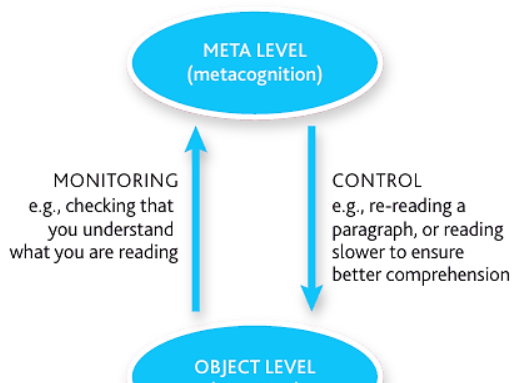 META LEVEL
(metacognition)
MONITORING
e.g., checking that
you understand
what you are reading
CONTROL
e.g., re-reading a
paragraph, or reading
slower to ensure
better comprehension
OBJECT LEVEL